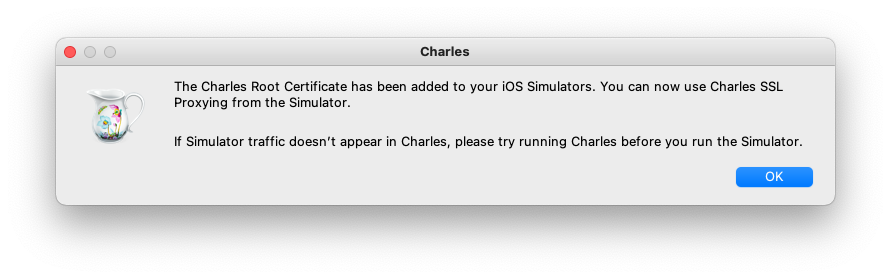 Charles
The Charles Root Certificate has been added to your iOS Simulators. You can now use Charles SSL
Proxying from the Simulator.
If Simulator traffic doesn’t appear in Charles, please try running Charles before you run the Simulator.
OK